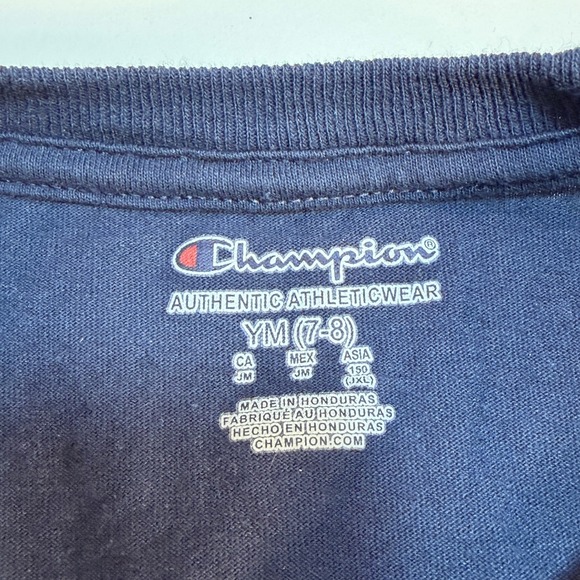 Champion®
AUTHENTIC ATHLETICWEAR
YM (7-8)
CA MEX ASIA
JM JM 150
(JXL)
MADE IN HONDURAS
FABRIQUÉ AU HONDURAS
HECHO EN HONDURAS
CHAMPION.COM